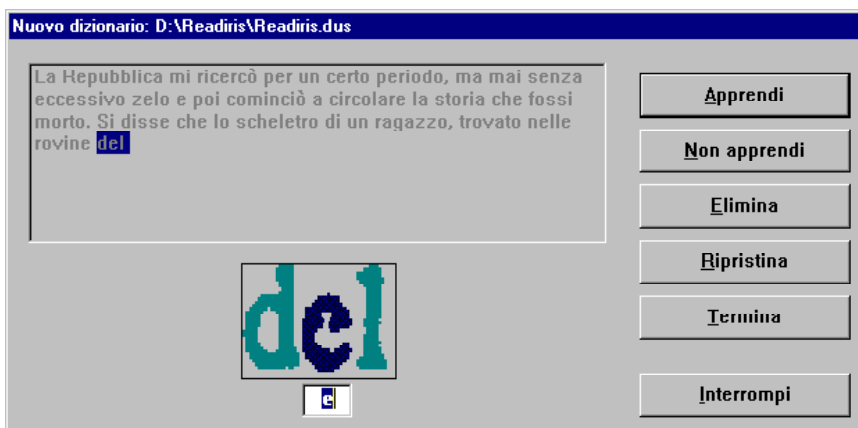 Nuovo dizionario: D:\Readiris\Readiris.dus
La Repubblica mi ricercò per un certo periodo, ma mai senza
eccessivo zelo e poi cominciò a circolare la storia che fossi
morto. Si disse che lo scheletro di un ragazzo, trovato nelle
rovine del
Apprendi
Non apprendi
Elimina
Ripristina
Termina
Interrompi
del
e